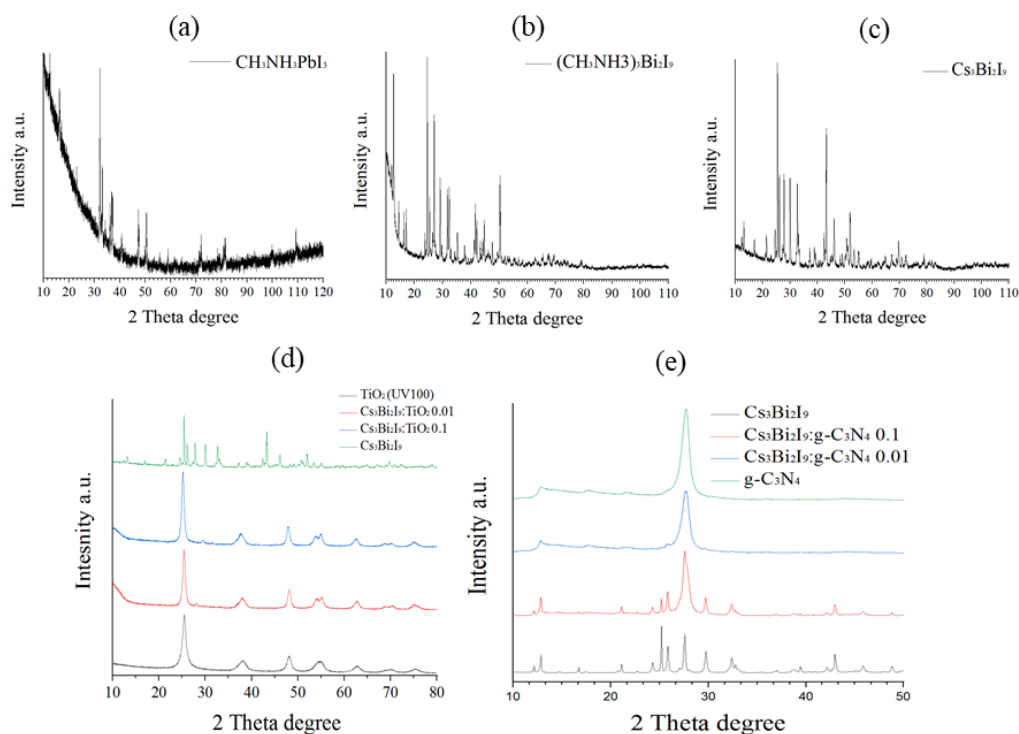 (a)
CH₃NH₃PbI₃
Intensity a.u.
10 20 30 40 50 60 70 80 90 100 110 120
2 Theta degree
(b)
(CH₃NH3)₃Bi₂I₉
Intensity a.u.
10 20 30 40 50 60 70 80 90 100 110
2 Theta degree
(c)
Cs₃Bi₂I₉
Intensity a.u.
10 20 30 40 50 60 70 80 90 100 110
2 Theta degree
(d)
TiO₂ (UV100)
Cs₃Bi₂I₉:TiO₂ 0.01
Cs₃Bi₂I₉:TiO₂ 0.1
Cs₃Bi₂I₉
Intesnity a.u.
10 20 30 40 50 60 70 80
2 Theta degree
(e)
Cs₃Bi₂I₉
Cs₃Bi₂I₉:g-C₃N₄ 0.1
Cs₃Bi₂I₉:g-C₃N₄ 0.01
g-C₃N₄
Intensity a.u.
10 20 30 40 50
2 Theta degree